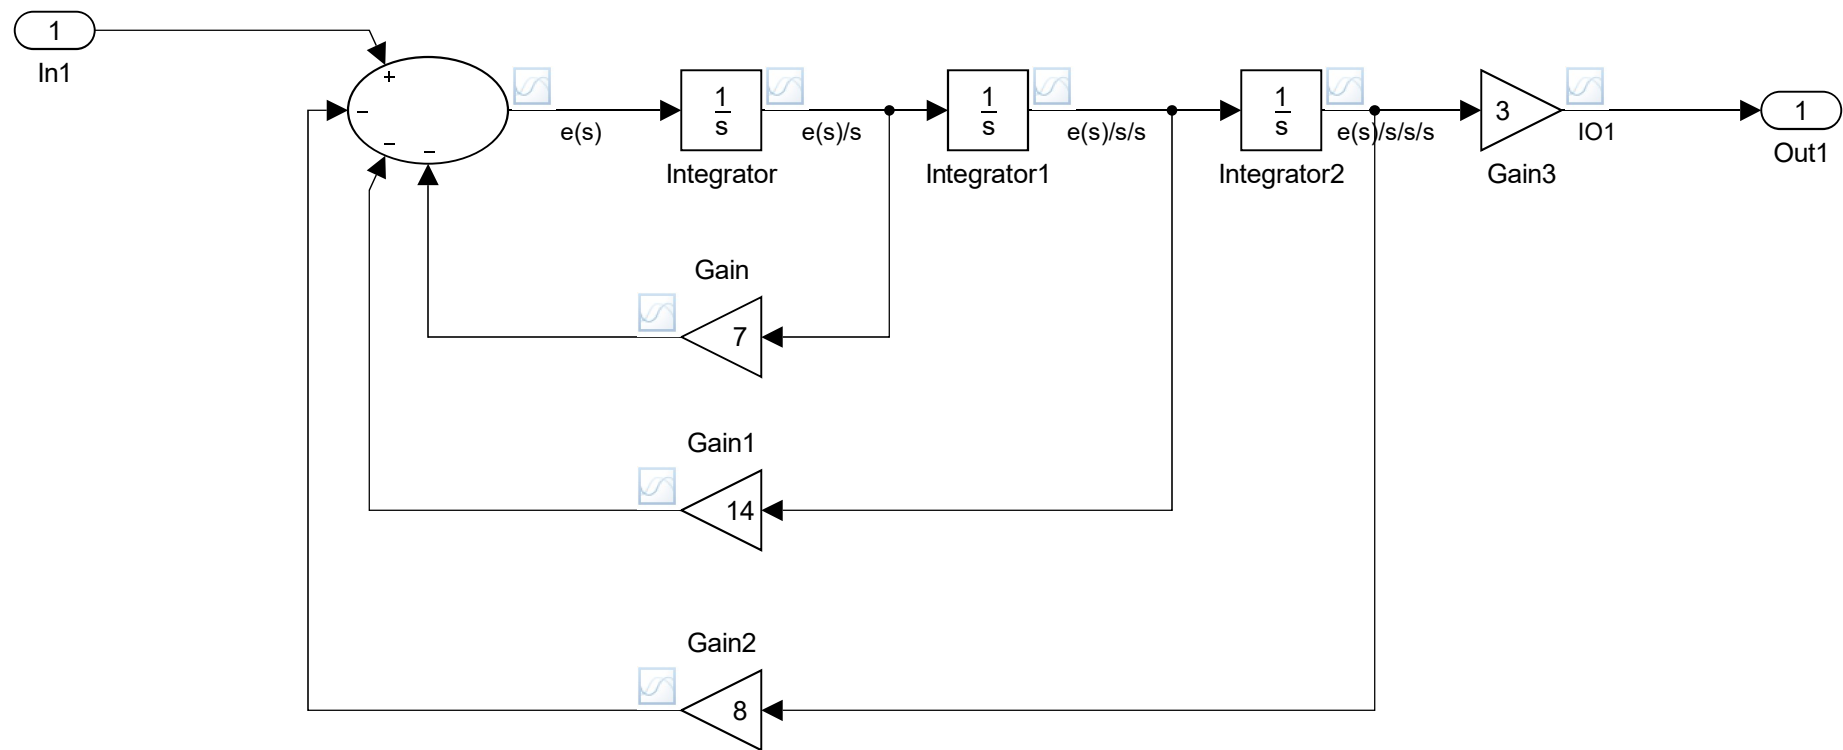 1
In1
+
−
−
−
e(s)
1
s
Integrator
e(s)/s
1
s
Integrator1
e(s)/s/s
1
s
Integrator2
e(s)/s/s/s
3
Gain3
IO1
1
Out1
Gain
7
Gain1
14
Gain2
8